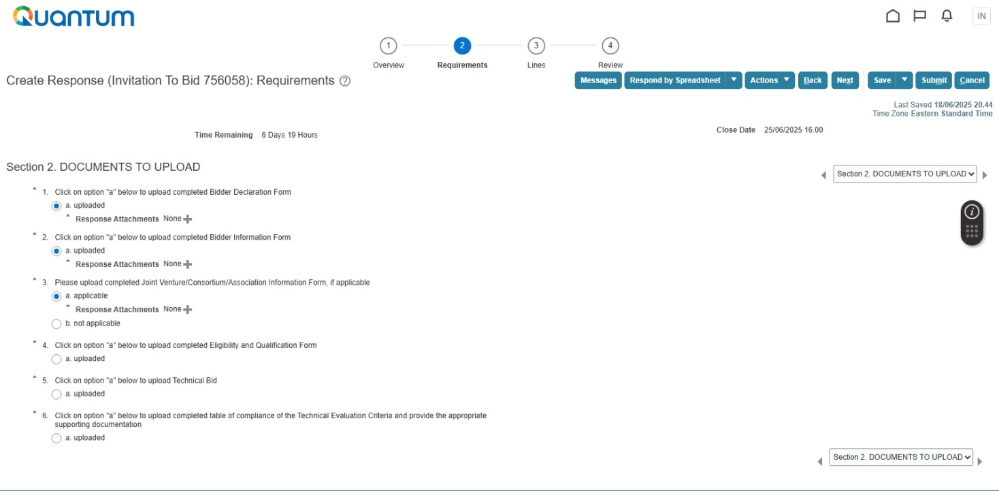 QUANTUM
IN
1
2
3
4
Overview
Requirements
Lines
Review
Create Response (Invitation To Bid 756058): Requirements ?
Messages
Respond by Spreadsheet
Actions
Back
Next
Save
Submit
Cancel
Last Saved 18/06/2025 20.44
Time Zone Eastern Standard Time
Time Remaining 6 Days 19 Hours
Close Date 25/06/2025 16.00
Section 2. DOCUMENTS TO UPLOAD
Section 2. DOCUMENTS TO UPLOAD
* 1. Click on option "a" below to upload completed Bidder Declaration Form
a. uploaded
* Response Attachments None
i
* 2. Click on option "a" below to upload completed Bidder Information Form
a. uploaded
* Response Attachments None
* 3. Please upload completed Joint Venture/Consortium/Association Information Form, if applicable
a. applicable
* Response Attachments None
b. not applicable
* 4. Click on option "a" below to upload completed Eligibility and Qualification Form
a. uploaded
* 5. Click on option "a" below to upload Technical Bid
a. uploaded
* 6. Click on option "a" below to upload completed table of compliance of the Technical Evaluation Criteria and provide the appropriate
supporting documentation
a. uploaded
Section 2. DOCUMENTS TO UPLOAD